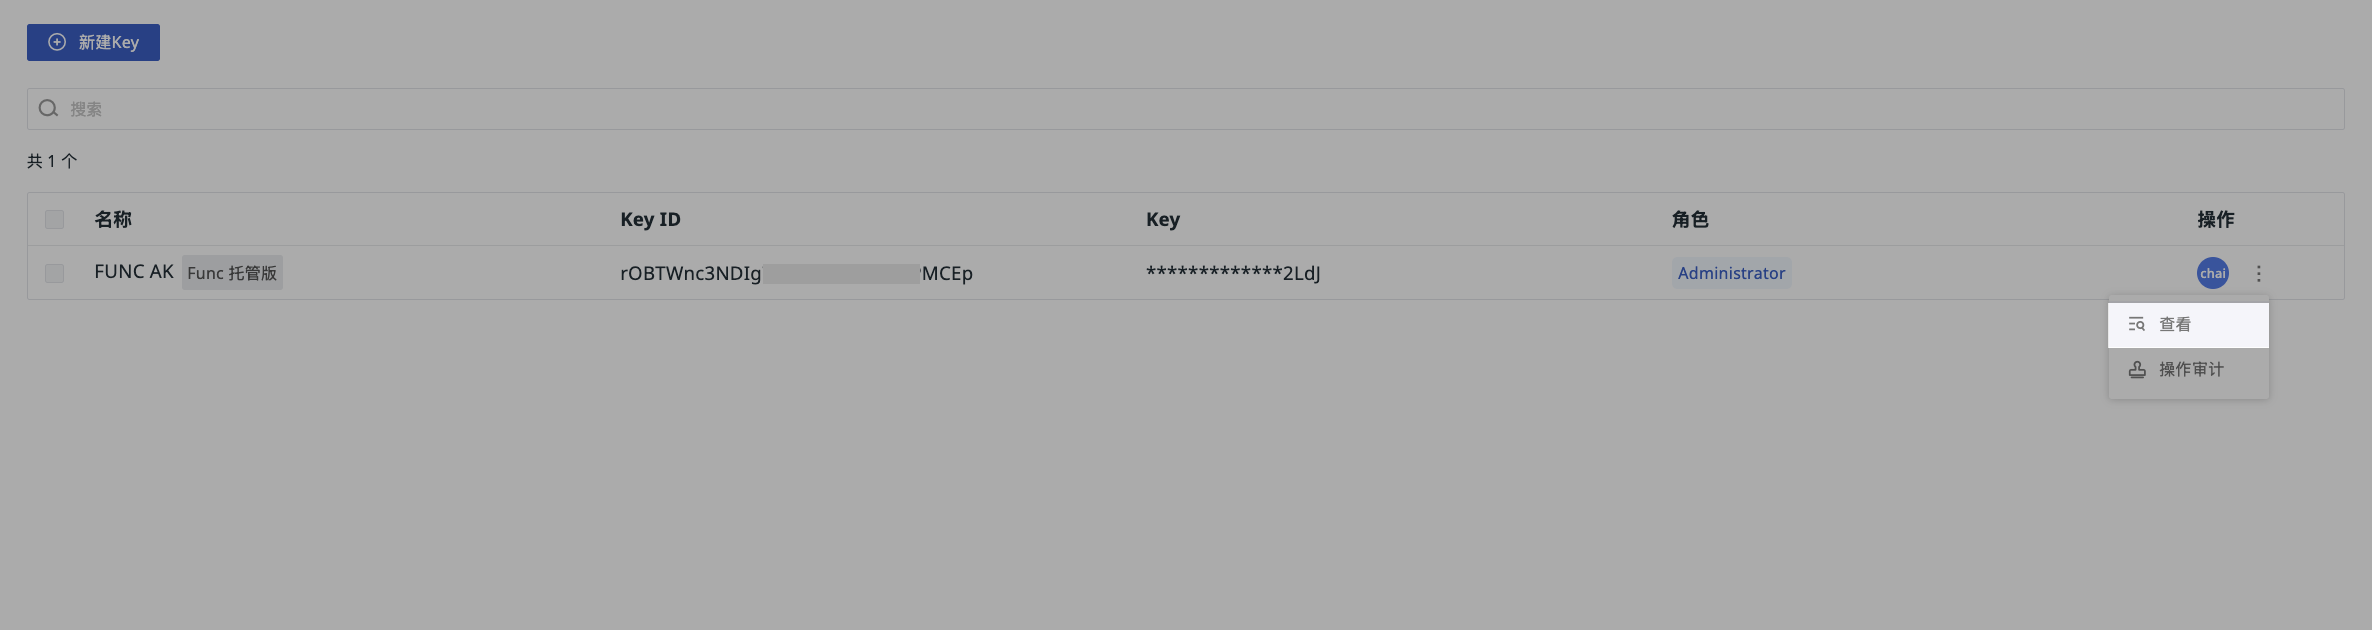 新建Key
搜索
共 1 个
名称 Key ID Key 角色 操作
FUNC AK Func 托管版 rOBTWnc3NDIg MCEp *************2LdJ Administrator chai
查看
操作审计